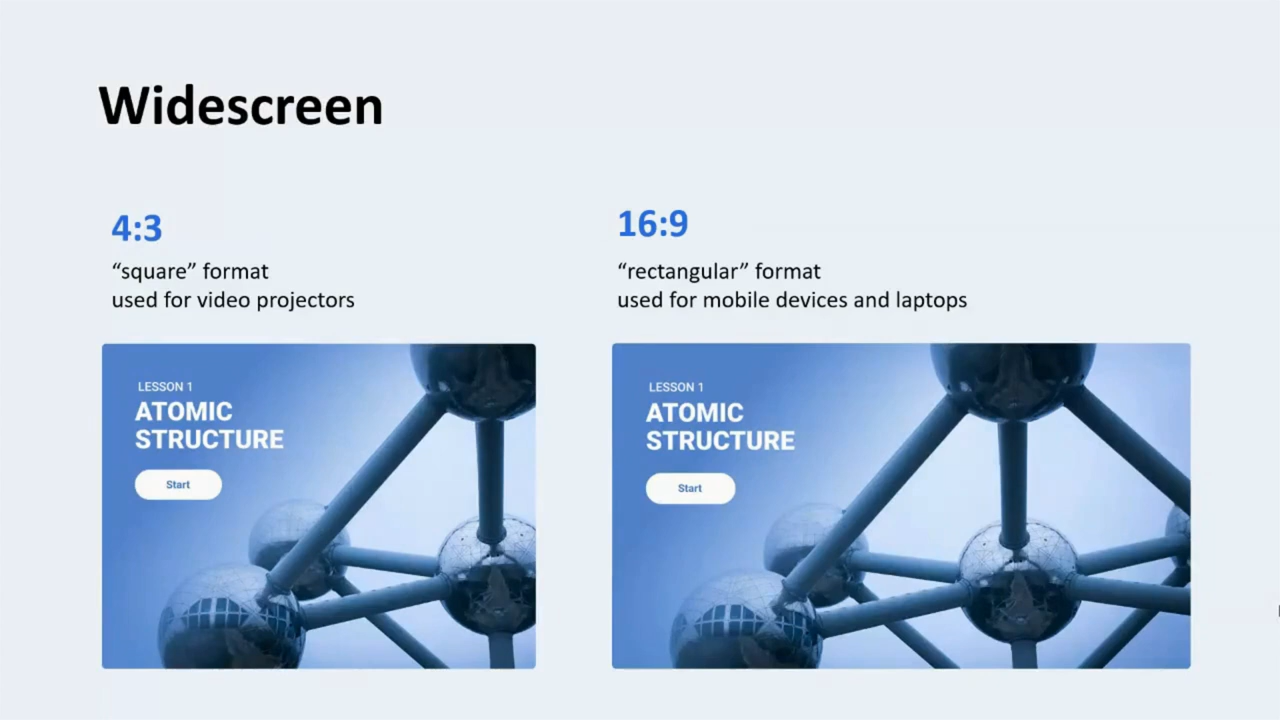 Widescreen
4:3
“square” format
used for video projectors
16:9
“rectangular” format
used for mobile devices and laptops
LESSON 1
ATOMIC
STRUCTURE
Start
LESSON 1
ATOMIC
STRUCTURE
Start